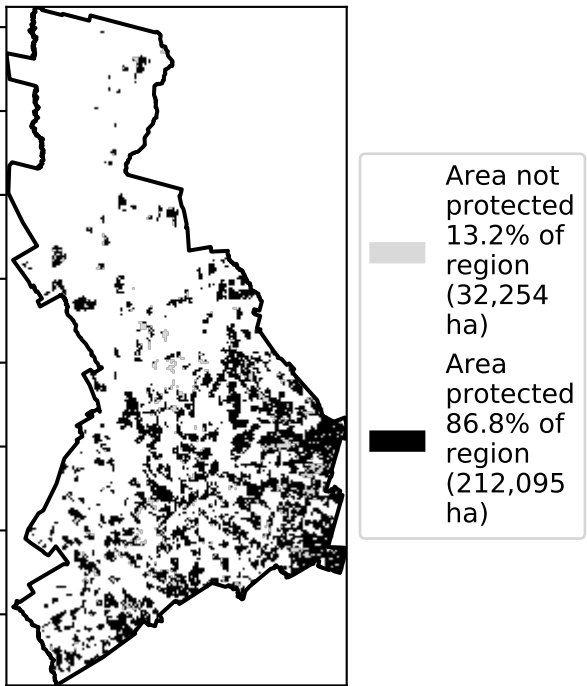 Area not
protected
13.2% of
region
(32,254
ha)
Area
protected
86.8% of
region
(212,095
ha)